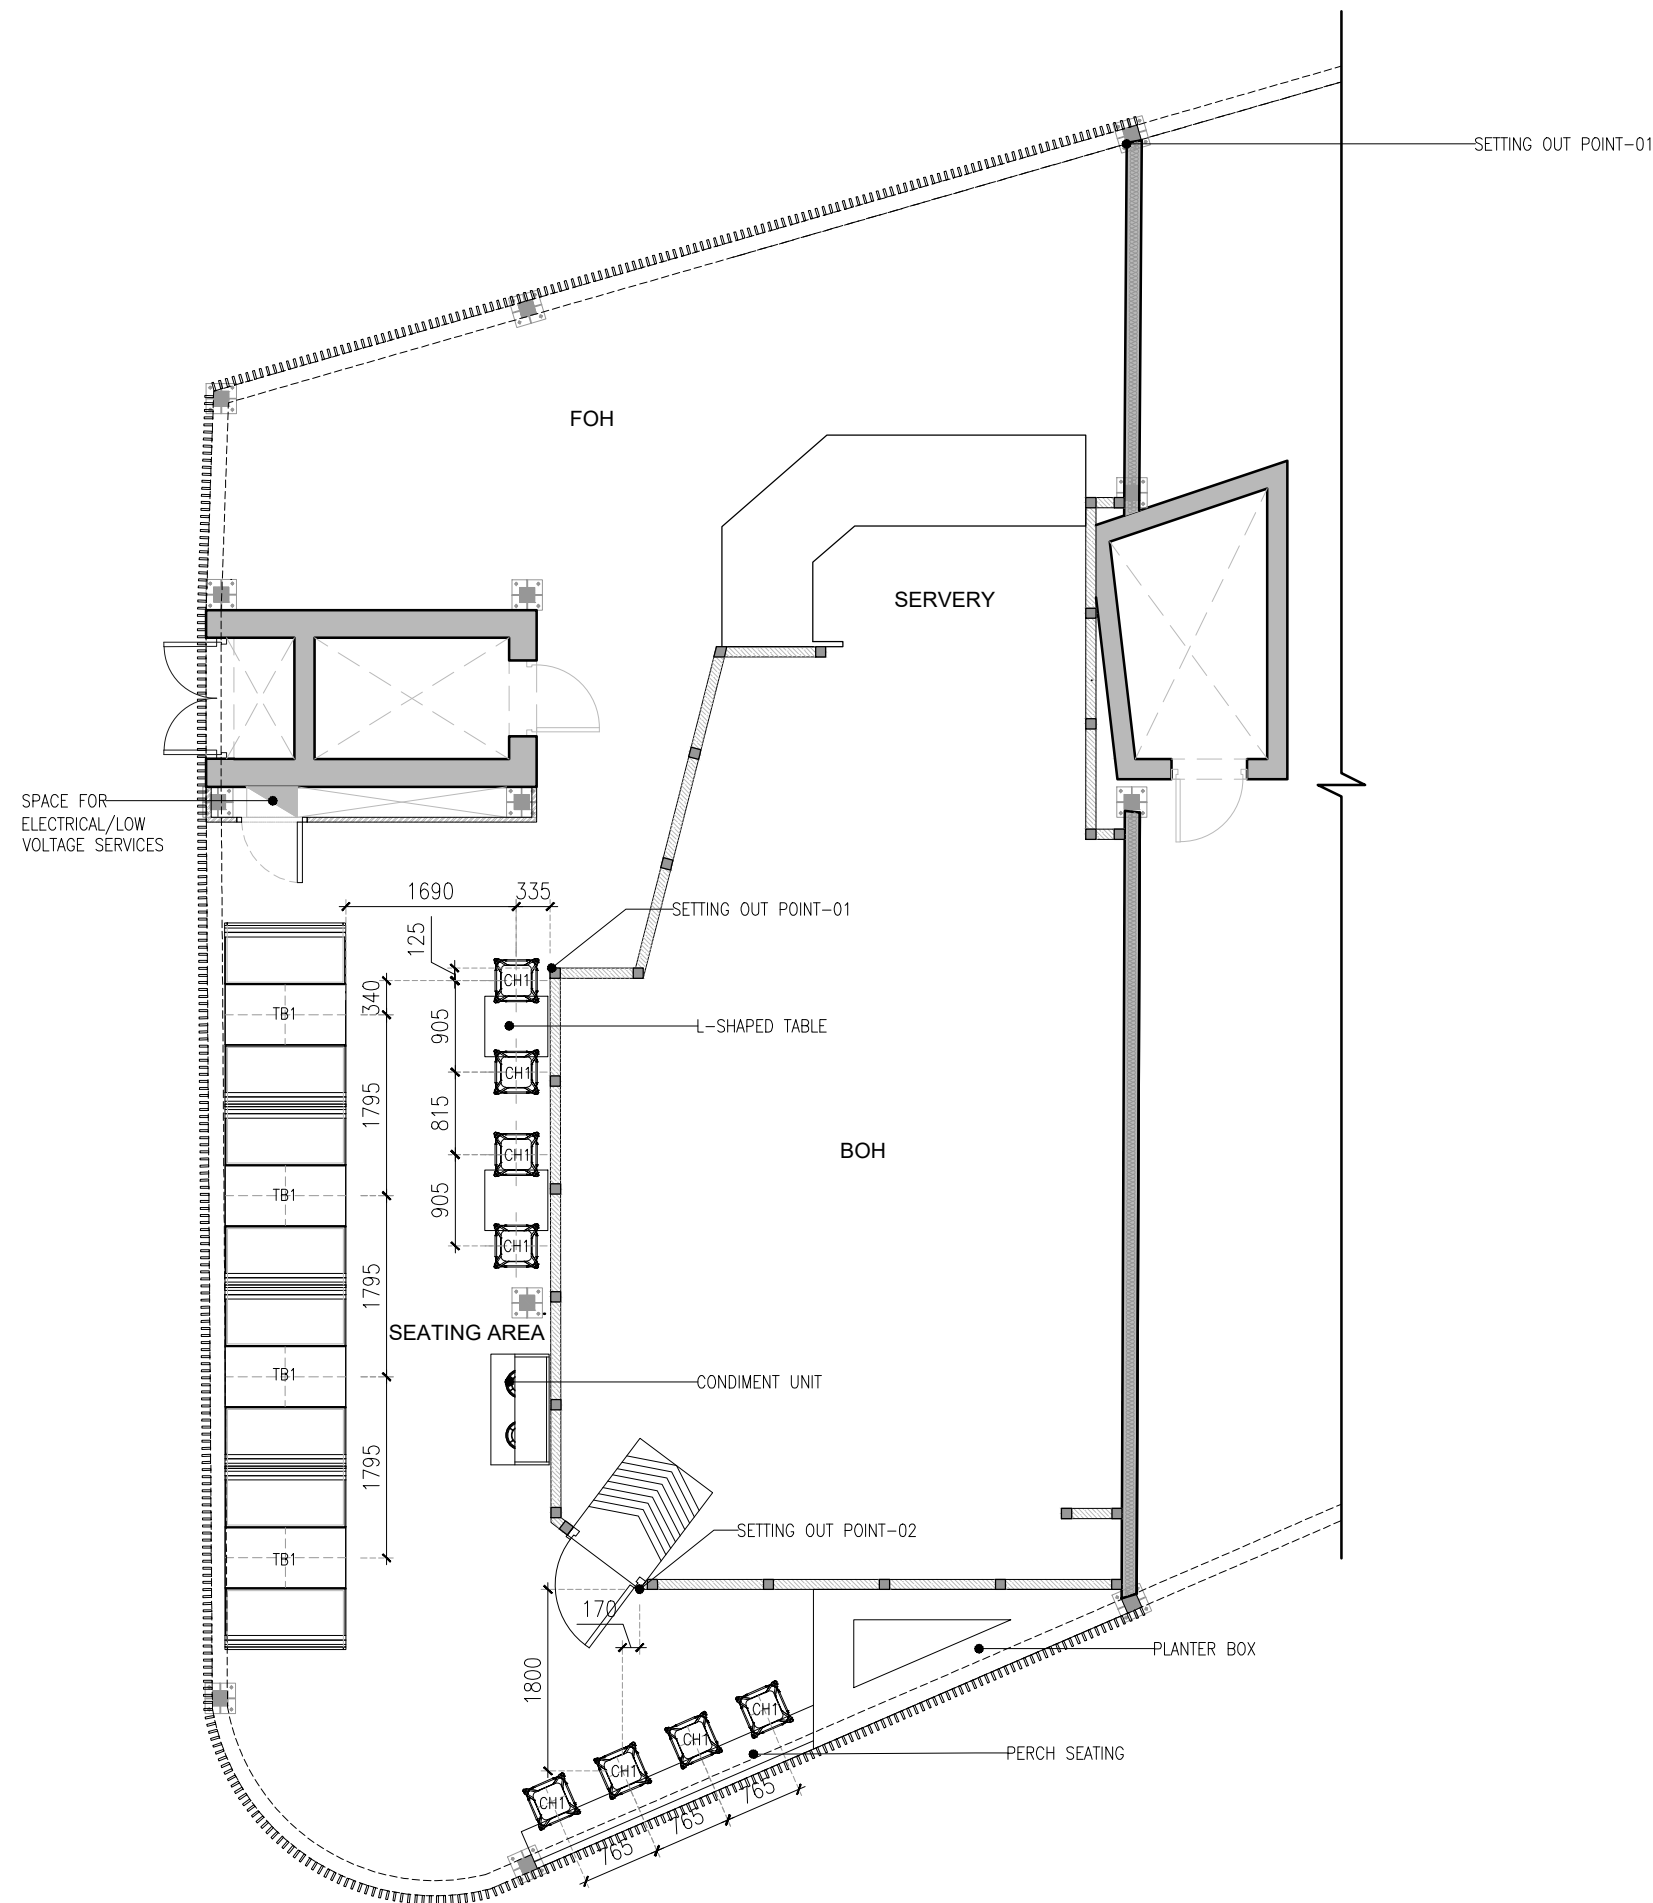 SETTING OUT POINT-01
FOH
SERVERY
SPACE FOR
ELECTRICAL/LOW
VOLTAGE SERVICES
1690
335
SETTING OUT POINT-01
125
CH1
340
TB1
905
L-SHAPED TABLE
CH1
1795
815
CH1
BOH
TB1
905
CH1
1795
SEATING AREA
TB1
CONDIMENT UNIT
1795
SETTING OUT POINT-02
TB1
170
PLANTER BOX
1800
CH1
CH1
PERCH SEATING
CH1
CH1
765
765
765